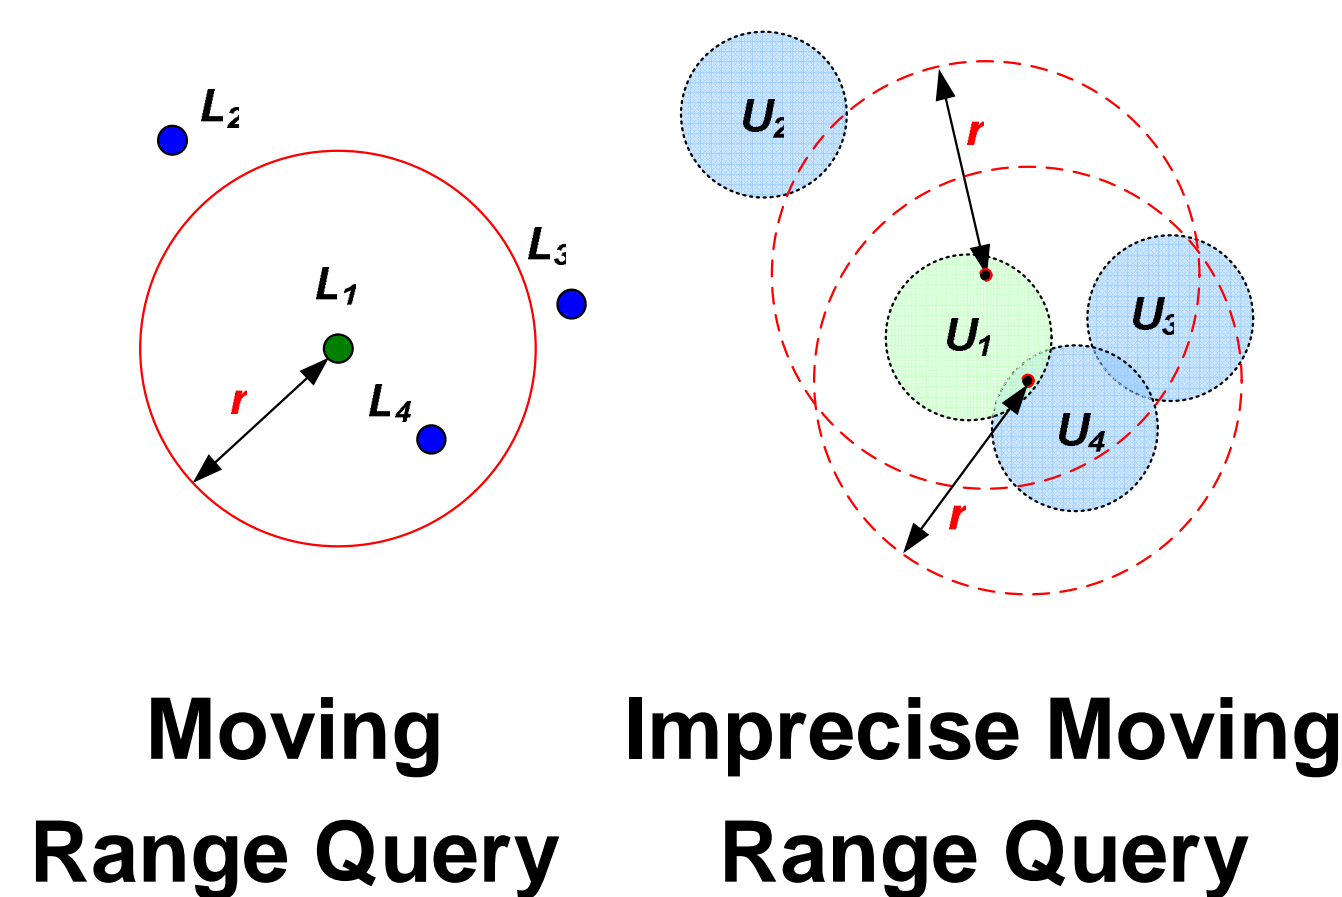 L2
L3
L1
r
L4
U2
r
U1
U3
U4
r
Moving
Range Query
Imprecise Moving
Range Query